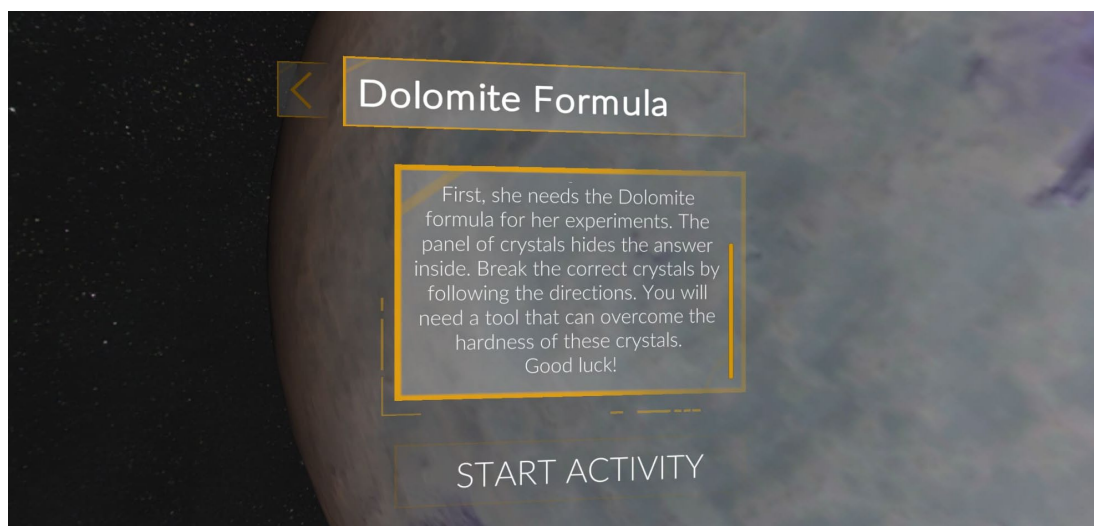 Dolomite Formula
First, she needs the Dolomite
formula for her experiments. The
panel of crystals hides the answer
inside. Break the correct crystals by
following the directions. You will
need a tool that can overcome the
hardness of these crystals.
Good luck!
START ACTIVITY